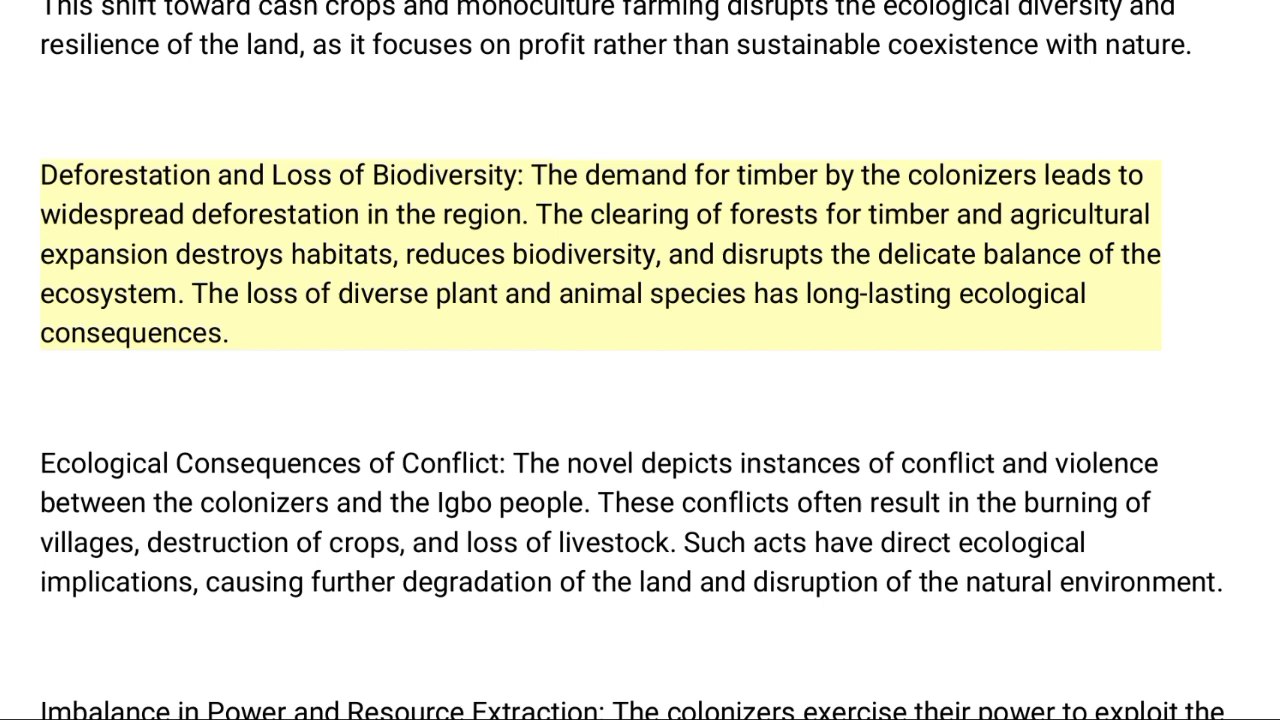 This shift toward cash crops and monoculture farming disrupts the ecological diversity and
resilience of the land, as it focuses on profit rather than sustainable coexistence with nature.
Deforestation and Loss of Biodiversity: The demand for timber by the colonizers leads to
widespread deforestation in the region. The clearing of forests for timber and agricultural
expansion destroys habitats, reduces biodiversity, and disrupts the delicate balance of the
ecosystem. The loss of diverse plant and animal species has long-lasting ecological
consequences.
Ecological Consequences of Conflict: The novel depicts instances of conflict and violence
between the colonizers and the Igbo people. These conflicts often result in the burning of
villages, destruction of crops, and loss of livestock. Such acts have direct ecological
implications, causing further degradation of the land and disruption of the natural environment.
Imbalance in Power and Resource Extraction: The colonizers exercise their power to exploit the